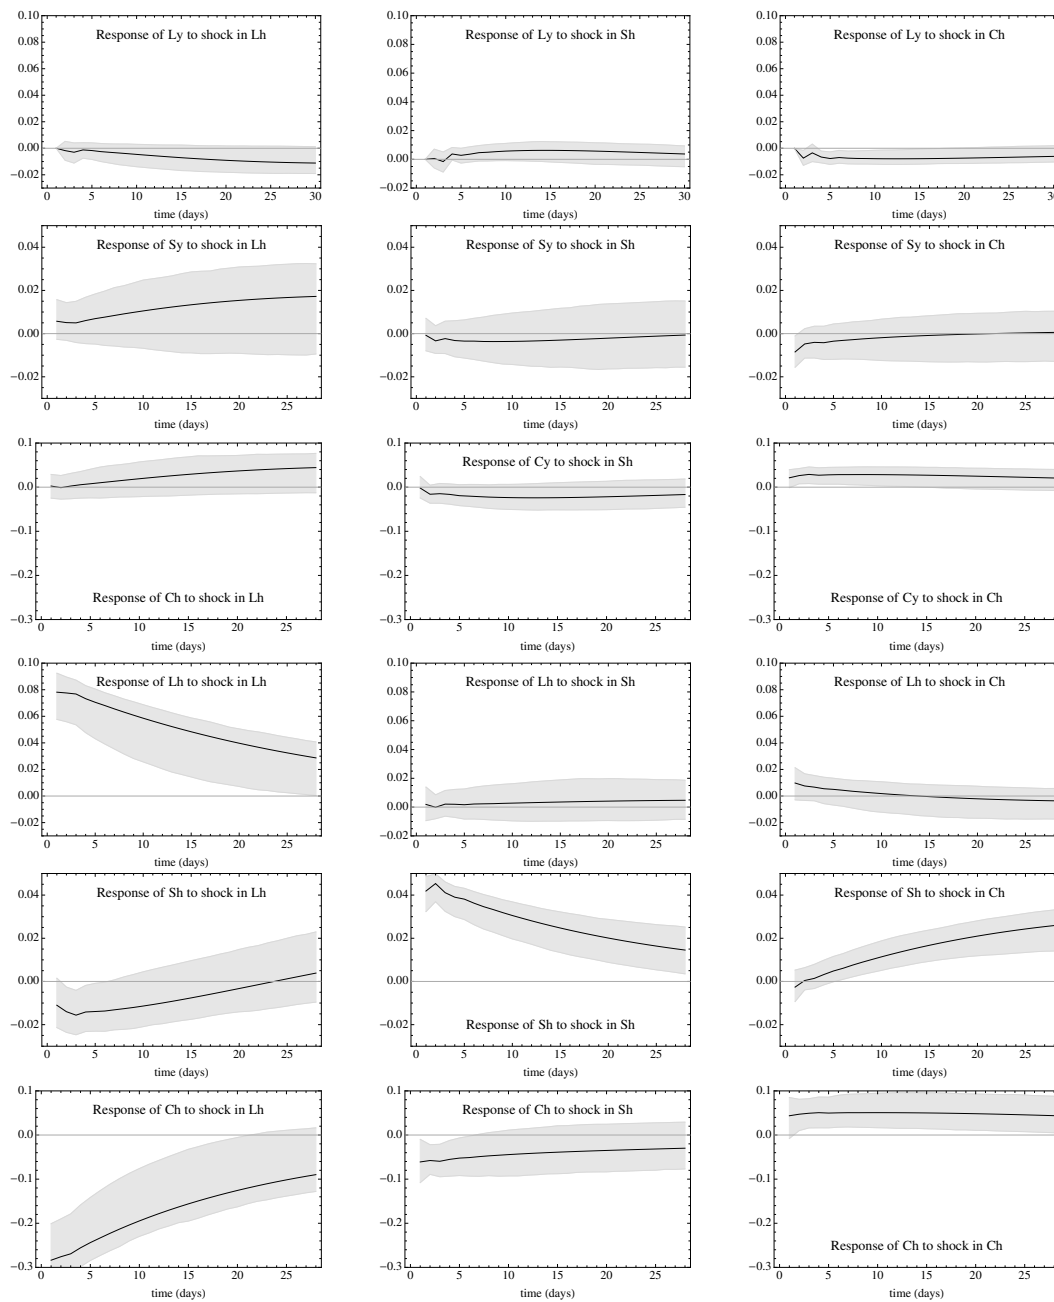 0.10 0.10 0.10
Response of Ly to shock in Lh Response of Ly to shock in Sh Response of Ly to shock in Ch
0.08 0.08 0.08
0.06 0.06 0.06
0.04 0.04 0.04
0.02 0.02 0.02
0.00 0.00 0.00
−0.02 −0.02 −0.02
0 5 10 15 20 25 30 0 5 10 15 20 25 30 0 5 10 15 20 25 30
time (days) time (days) time (days)
Response of Sy to shock in Lh Response of Sy to shock in Sh Response of Sy to shock in Ch
0.04 0.04 0.04
0.02 0.02 0.02
0.00 0.00 0.00
−0.02 −0.02 −0.02
0 5 10 15 20 25 0 5 10 15 20 25 0 5 10 15 20 25
time (days) time (days) time (days)
0.1 0.1 0.1
Response of Cy to shock in Sh
0.0 0.0 0.0
−0.1 −0.1 −0.1
−0.2 −0.2 −0.2
Response of Ch to shock in Lh Response of Cy to shock in Ch
−0.3 −0.3 −0.3
0 5 10 15 20 25 0 5 10 15 20 25 0 5 10 15 20 25
time (days) time (days) time (days)
0.10 0.10 0.10
Response of Lh to shock in Lh Response of Lh to shock in Sh Response of Lh to shock in Ch
0.08 0.08 0.08
0.06 0.06 0.06
0.04 0.04 0.04
0.02 0.02 0.02
0.00 0.00 0.00
−0.02 −0.02 −0.02
0 5 10 15 20 25 0 5 10 15 20 25 0 5 10 15 20 25
time (days) time (days) time (days)
Response of Sh to shock in Lh Response of Sh to shock in Ch
0.04 0.04 0.04
0.02 0.02 0.02
0.00 0.00 0.00
−0.02 −0.02 −0.02
Response of Sh to shock in Sh
0 5 10 15 20 25 0 5 10 15 20 25 0 5 10 15 20 25
time (days) time (days) time (days)
0.1 0.1 0.1
Response of Ch to shock in Lh Response of Ch to shock in Sh
0.0 0.0 0.0
−0.1 −0.1 −0.1
−0.2 −0.2 −0.2
Response of Ch to shock in Ch
−0.3 −0.3 −0.3
0 5 10 15 20 25 0 5 10 15 20 25 0 5 10 15 20 25
time (days) time (days) time (days)